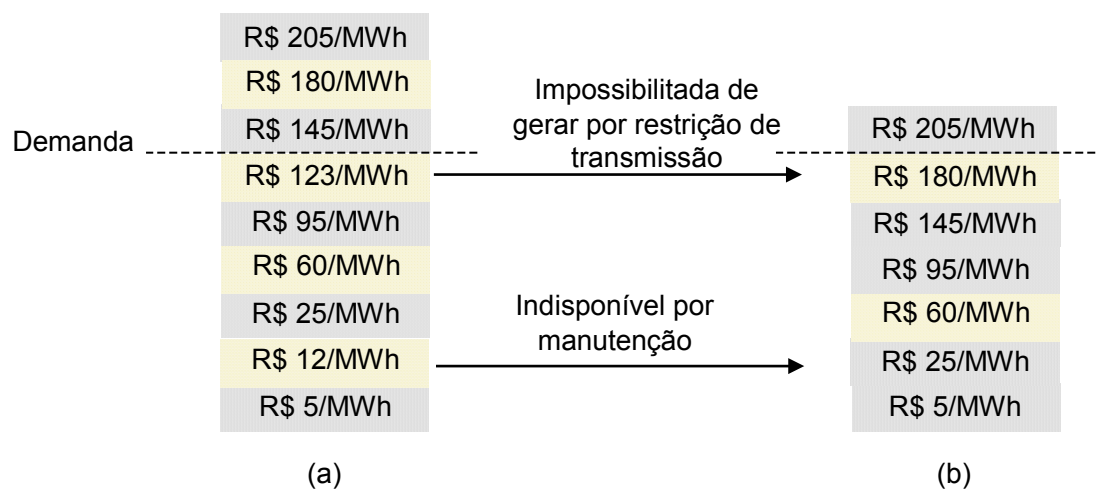 R$ 205/MWh
R$ 180/MWh
R$ 145/MWh
Demanda
R$ 123/MWh
R$ 95/MWh
R$ 60/MWh
R$ 25/MWh
R$ 12/MWh
R$ 5/MWh
(a)
Impossibilitada de
gerar por restrição de
transmissão
Indisponível por
manutenção
R$ 205/MWh
R$ 180/MWh
R$ 145/MWh
R$ 95/MWh
R$ 60/MWh
R$ 25/MWh
R$ 5/MWh
(b)